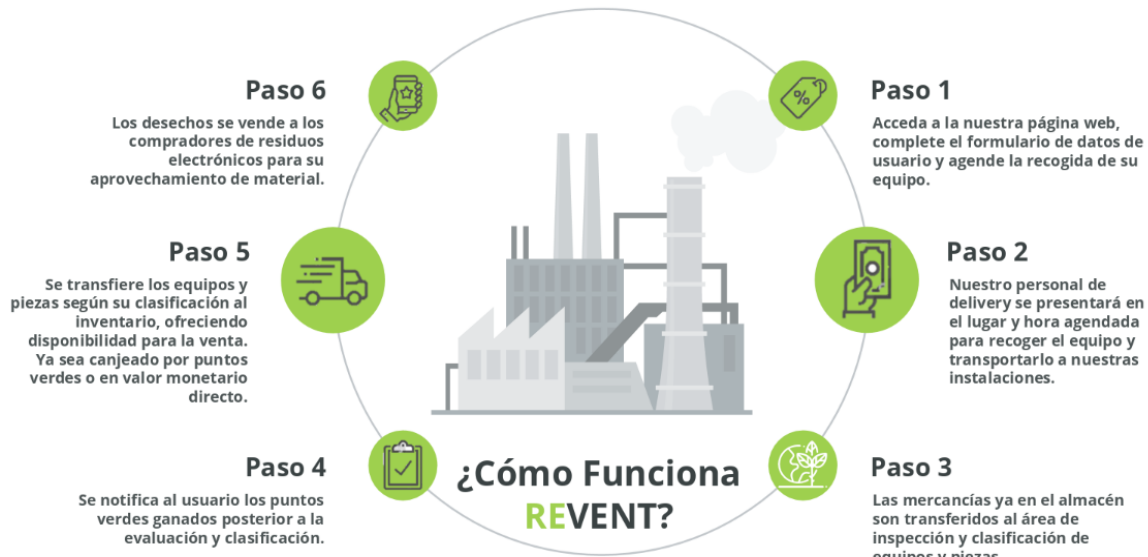 Paso 1
Acceda a la nuestra página web,
complete el formulario de datos de
usuario y agende la recogida de su
equipo.
Paso 2
Nuestro personal de
delivery se presentará en
el lugar y hora agendada
para recoger el equipo y
transportarlo a nuestras
instalaciones.
Paso 3
Las mercancías ya en el almacén
son transferidos al área de
inspección y clasificación de
equipos y piezas.
Paso 4
Se notifica al usuario los puntos
verdes ganados posterior a la
evaluación y clasificación.
Paso 5
Se transfiere los equipos y
piezas según su clasificación al
inventario, ofreciendo
disponibilidad para la venta.
Ya sea canjeado por puntos
verdes o en valor monetario
directo.
Paso 6
Los desechos se vende a los
compradores de residuos
electrónicos para su
aprovechamiento de material.
¿Cómo Funciona
REVENT?
%